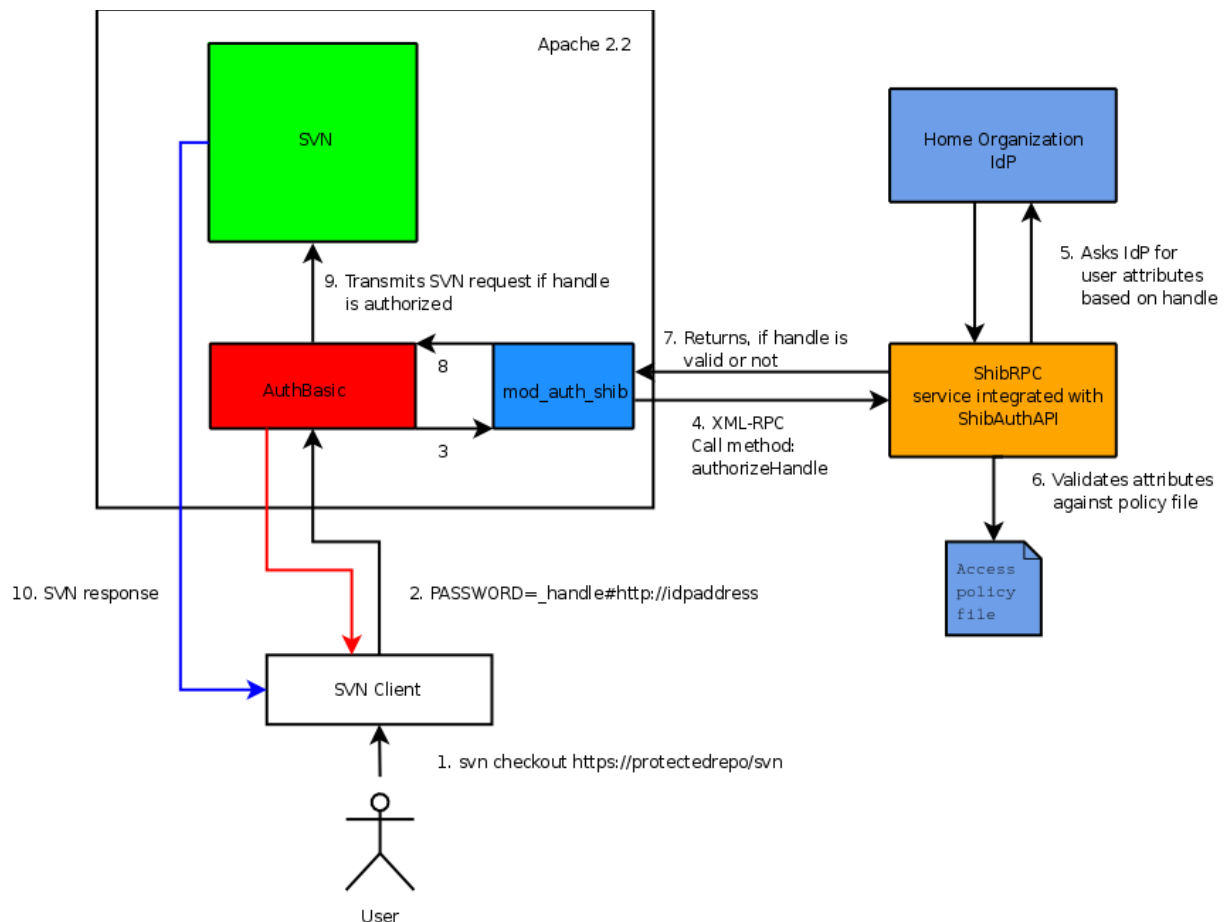 Apache 2.2
SVN
Home Organization
IdP
5. Asks IdP for
user attributes
based on handle
9. Transmits SVN request if handle
is authorized
7. Returns, if handle is
valid or not
8
AuthBasic
mod_auth_shib
ShibRPC
service integrated with
ShibAuthAPI
3
4. XML-RPC
Call method:
authorizeHandle
6. Validates attributes
against policy file
Access
policy
file
10. SVN response
2. PASSWORD=_handle#http://idpaddress
SVN Client
1. svn checkout https://protectedrepo/svn
User